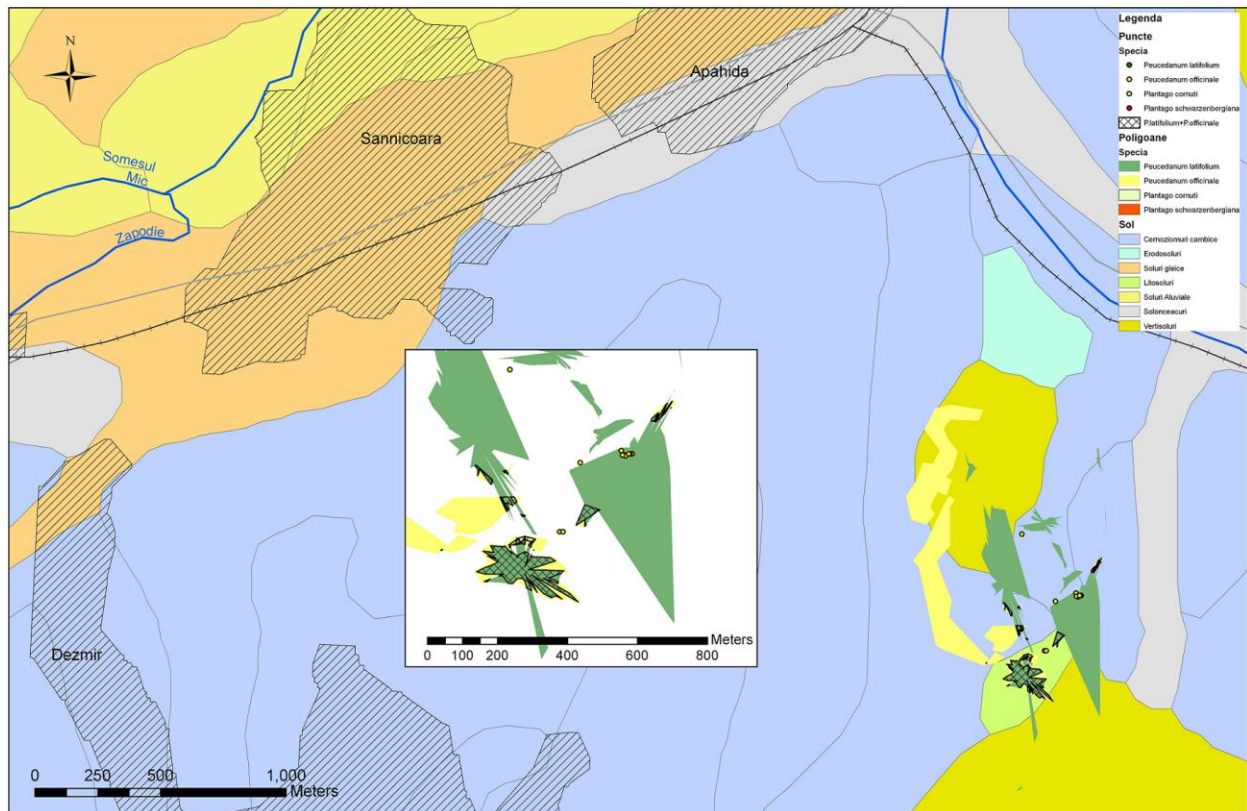 N
Apahida
Sannicoara
Somesul
Mic
Zapodie
Dezmir
Legenda
Puncte
Specia
Peucedanum latifolium
Peucedanum officinale
Plantago cornuti
Plantago schwarzenbergiana
P.latifolium+P.officinale
Poligoane
Specia
Peucedanum latifolium
Peucedanum officinale
Plantago cornuti
Plantago schwarzenbergiana
Sol
Cernoziomuri cambice
Erodosoluri
Soluri gleice
Litosoluri
Soluri Aluviale
Solonceacuri
Vertisoluri
Meters
0 100 200 400 600 800
0 250 500 1,000
Meters